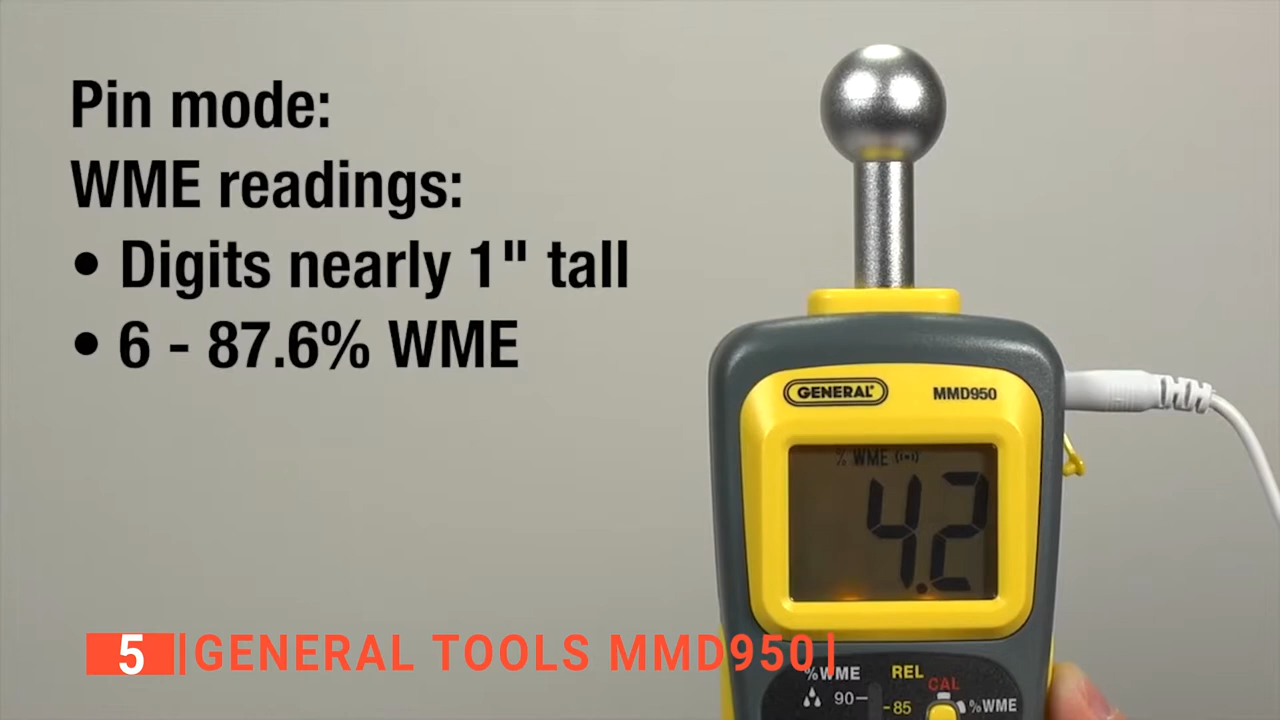 Pin mode:
WME readings:
• Digits nearly 1" tall
• 6 - 87.6% WME
GENERAL® MMD950
% WME
4.2
5 |GENERAL TOOLS MMD950|
%WME REL
CAL
90 85 %WME